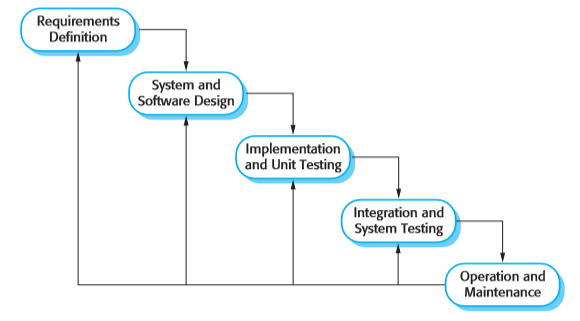 Requirements
Definition
System and
Software Design
Implementation
and Unit Testing
Integration and
System Testing
Operation and
Maintenance